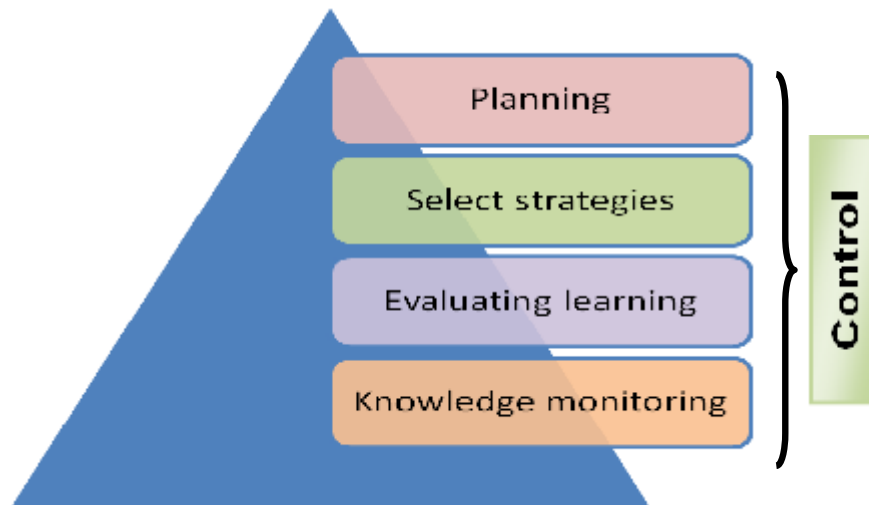 Planning
Select strategies
Evaluating learning
Knowledge monitoring
Control